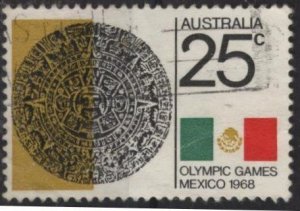 AUSTRALIA
25c
OLYMPIC GAMES
MEXICO 1968